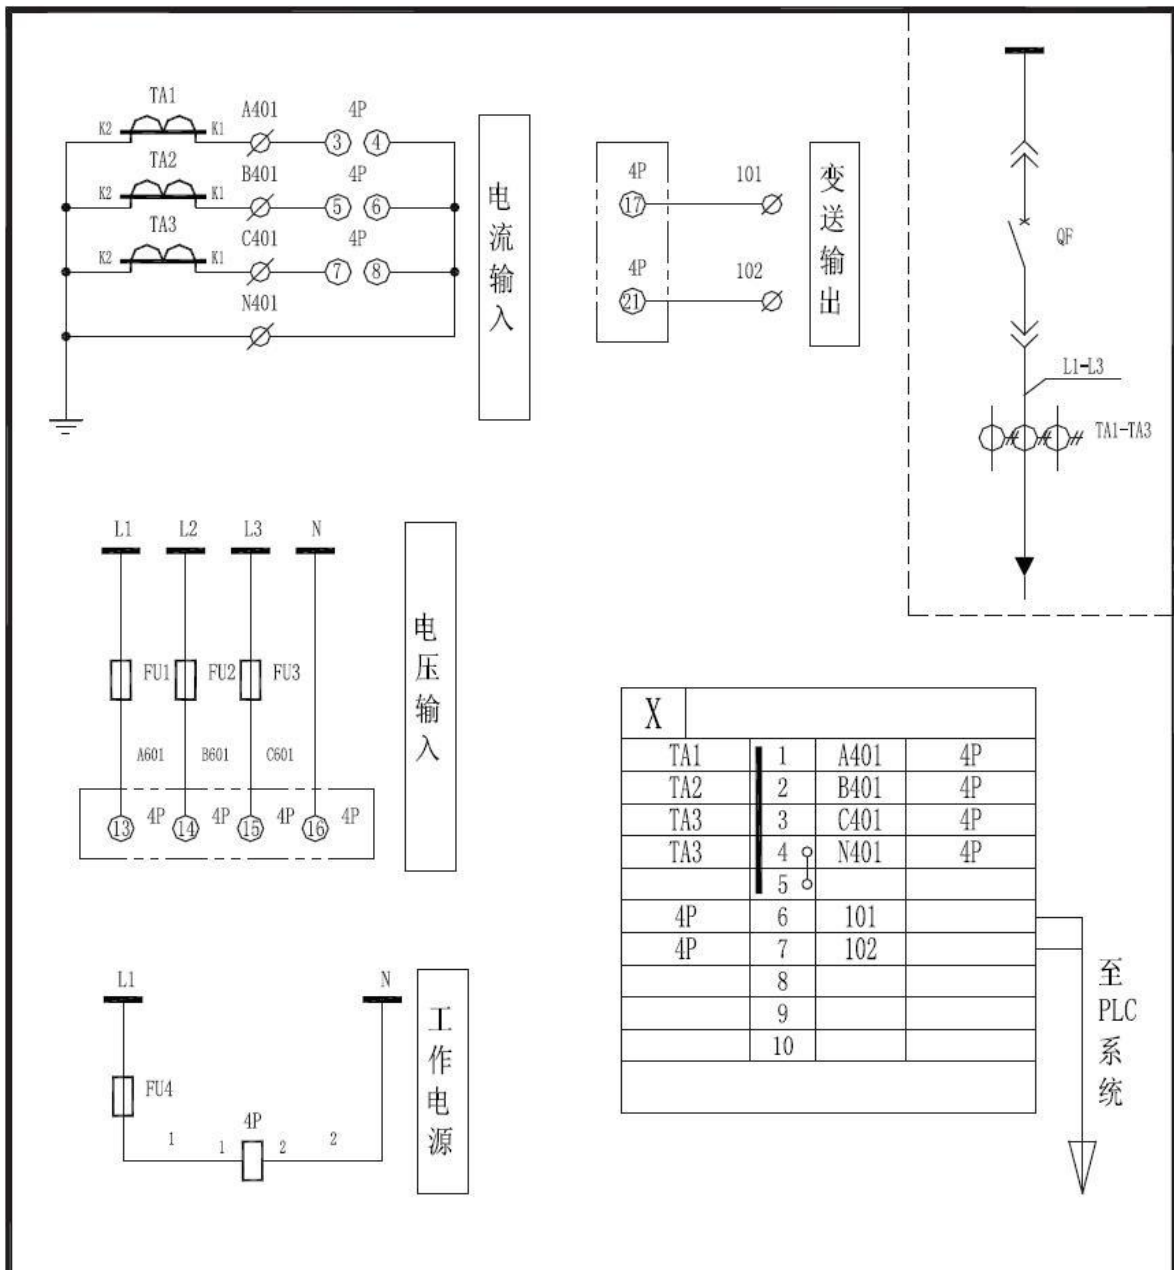 TA1
A401
4P
K2
K1
3
4
TA2
B401
4P
K2
K1
5
6
TA3
C401
4P
K2
K1
7
8
N401
电流输入
4P
101
17
4P
102
21
变送输出
QF
L1-L3
TA1-TA3
L1
L2
L3
N
FU1
FU2
FU3
A601
B601
C601
13
4P
14
4P
15
4P
16
4P
电压输入
L1
N
FU4
4P
1
1
2
2
工作电源
X
TA1 1 A401 4P
TA2 2 B401 4P
TA3 3 C401 4P
TA3 4 N401 4P
5
4P 6 101
4P 7 102
8
9
10
至
PLC
系
统